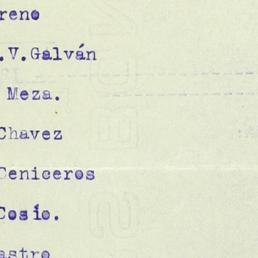 reno
.V.Galván
Meza.
Chavez
Ceniceros
Cosío.
astro